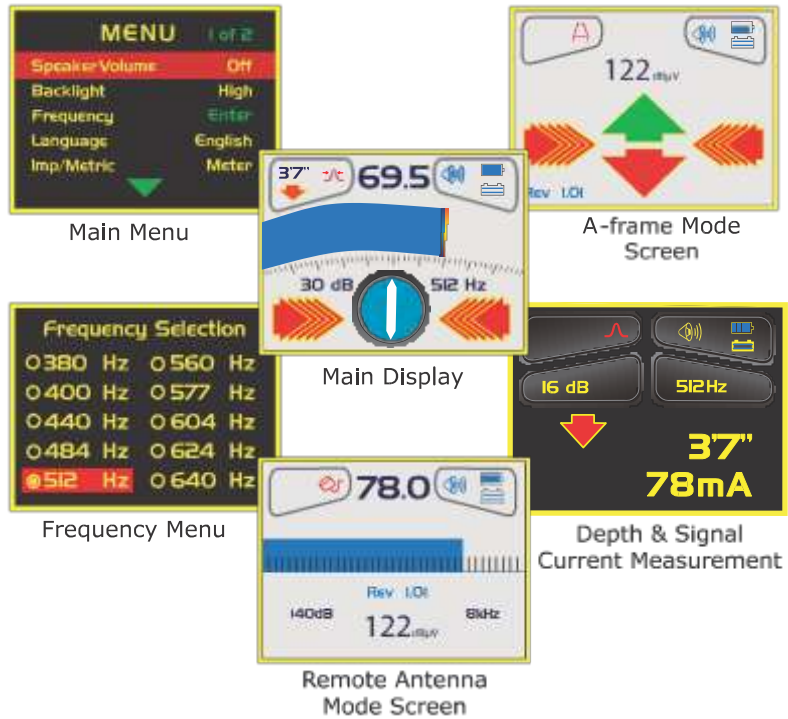 MENU 1 of 2
Speaker Volume Off
Backlight High
Frequency Enter
Language English
Imp/Metric Meter
Main Menu
122 dBµV
Rev 1.01
A-frame Mode
Screen
3'7" 69.5
30 dB 512 Hz
Main Display
Frequency Selection
380 Hz 560 Hz
400 Hz 577 Hz
440 Hz 604 Hz
484 Hz 624 Hz
512 Hz 640 Hz
Frequency Menu
16 dB 512Hz
3'7"
78mA
Depth & Signal
Current Measurement
78.0
Rev 1.01
140dB 8kHz
122 dBµV
Remote Antenna
Mode Screen